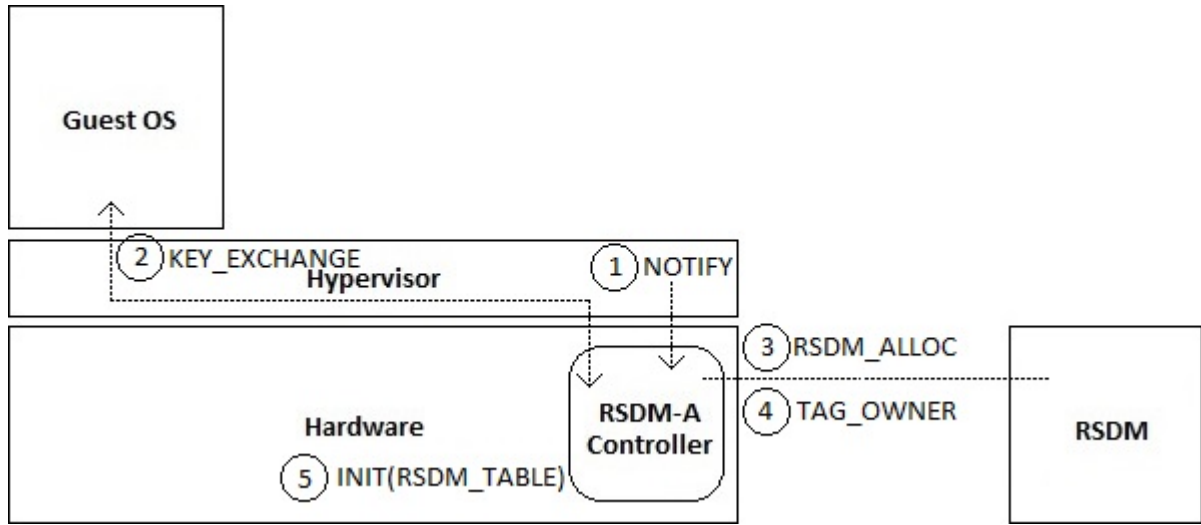 Guest OS
2 KEY_EXCHANGE
1 NOTIFY
Hypervisor
3 RSDM_ALLOC
4 TAG_OWNER
RSDM-A
Controller
Hardware
RSDM
5 INIT(RSDM_TABLE)